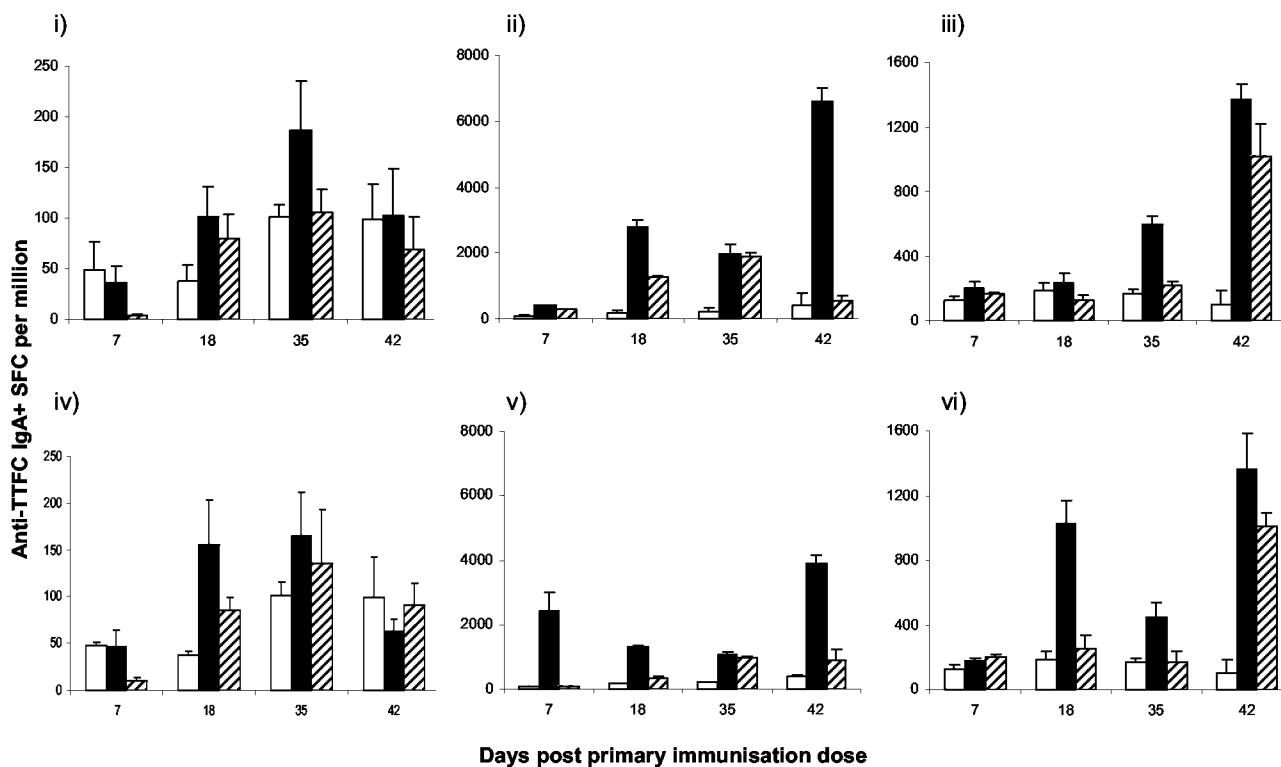 i)
250
200
150
100
50
0
7 18 35 42
ii)
8000
6000
4000
2000
0
7 18 35 42
iii)
1600
1200
800
400
0
7 18 35 42
Anti-TTFC IgA+ SFC per million
iv)
250
200
150
100
50
0
7 18 35 42
v)
8000
6000
4000
2000
0
7 18 35 42
vi)
1600
1200
800
400
0
7 18 35 42
Days post primary immunisation dose